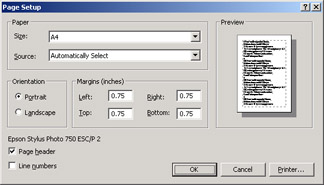 Page Setup
Paper
Size: A4
Source: Automatically Select
Preview
Orientation
Portrait
Landscape
Margins (inches)
Left: 0.75 Right: 0.75
Top: 0.75 Bottom: 0.75
Epson Stylus Photo 750 ESC/P 2
Page header
Line numbers
OK Cancel Printer...